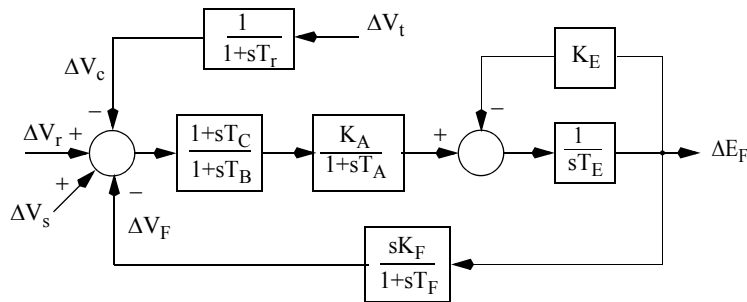 1
1+sT_r
ΔV_t
ΔV_c
K_E
−
−
ΔV_r +
1+sT_C
1+sT_B
K_A
1+sT_A
+
1
sT_E
ΔE_F
+
−
ΔV_s
ΔV_F
sK_F
1+sT_F